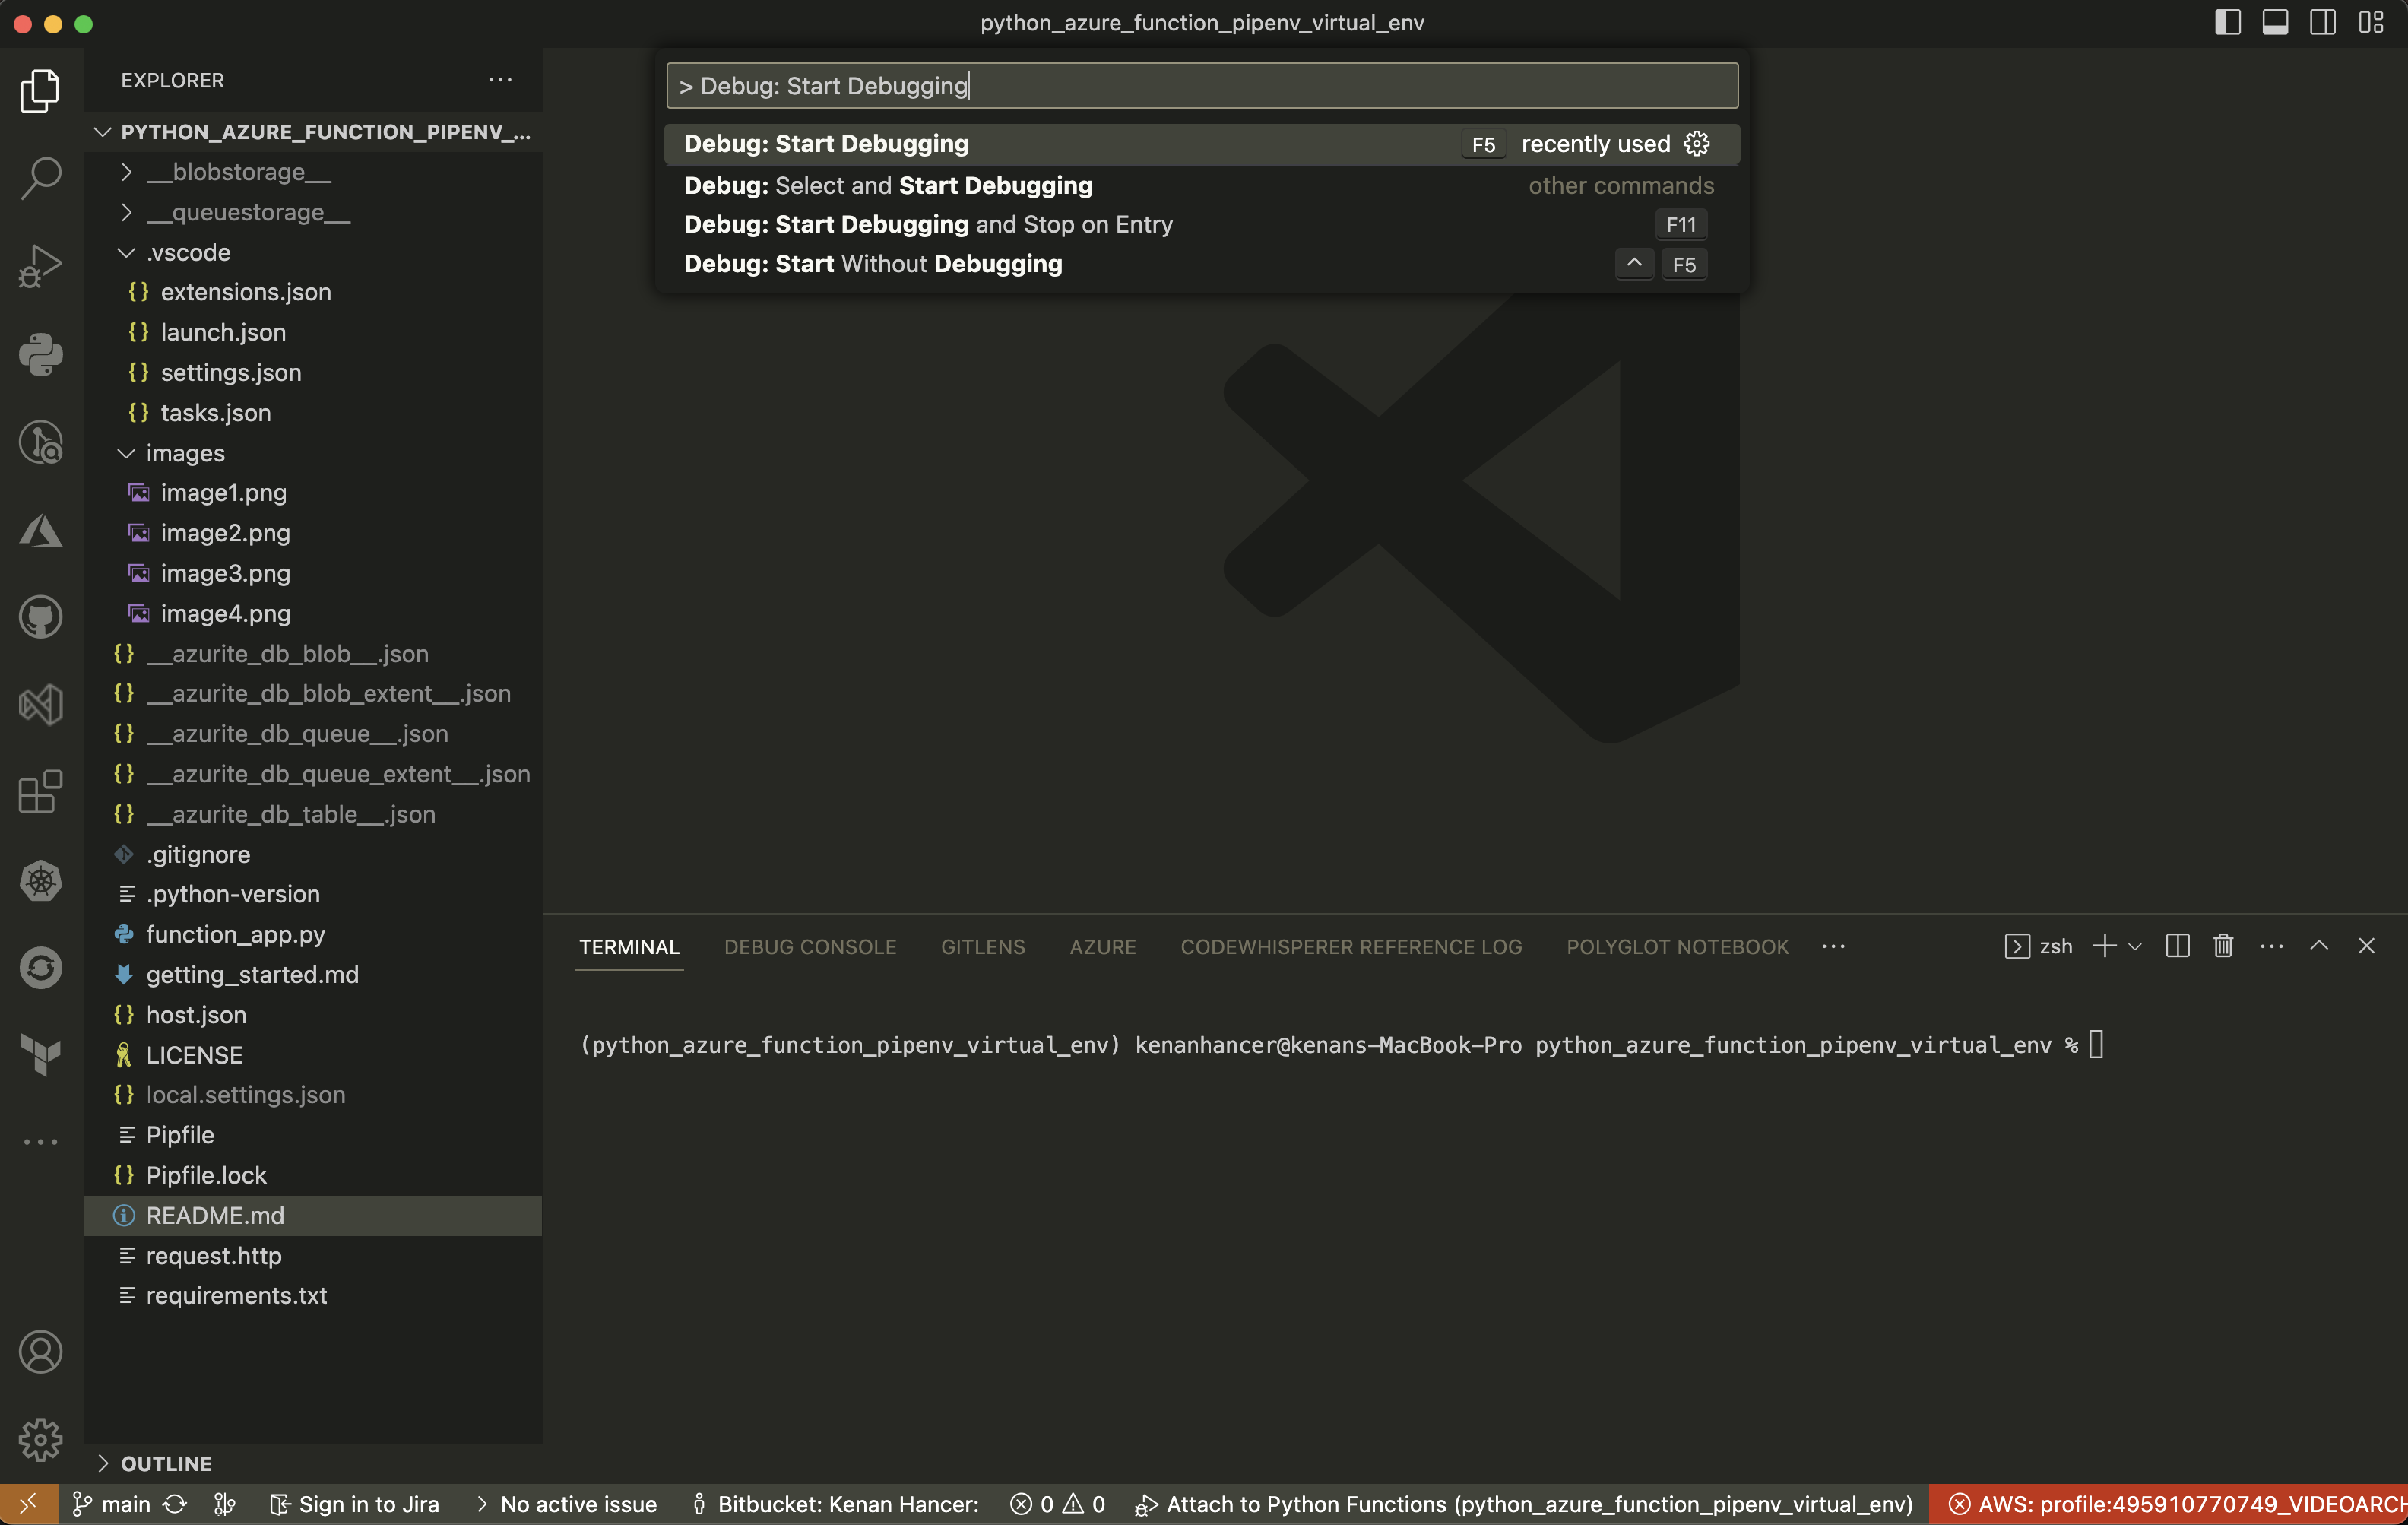 python_azure_function_pipenv_virtual_env
EXPLORER
PYTHON_AZURE_FUNCTION_PIPENV_...
__blobstorage__
__queuestorage__
.vscode
{} extensions.json
{} launch.json
{} settings.json
{} tasks.json
images
image1.png
image2.png
image3.png
image4.png
{} __azurite_db_blob__.json
{} __azurite_db_blob_extent__.json
{} __azurite_db_queue__.json
{} __azurite_db_queue_extent__.json
{} __azurite_db_table__.json
.gitignore
.python-version
function_app.py
getting_started.md
{} host.json
LICENSE
{} local.settings.json
Pipfile
{} Pipfile.lock
README.md
request.http
requirements.txt
OUTLINE
> Debug: Start Debugging
Debug: Start Debugging F5 recently used
Debug: Select and Start Debugging other commands
Debug: Start Debugging and Stop on Entry F11
Debug: Start Without Debugging ^ F5
TERMINAL DEBUG CONSOLE GITLENS AZURE CODEWHISPERER REFERENCE LOG POLYGLOT NOTEBOOK ... zsh
(python_azure_function_pipenv_virtual_env) kenanhancer@kenans-MacBook-Pro python_azure_function_pipenv_virtual_env %
main Sign in to Jira > No active issue Bitbucket: Kenan Hancer: 0 0 Attach to Python Functions (python_azure_function_pipenv_virtual_env) AWS: profile:495910770749_VIDEOARCH